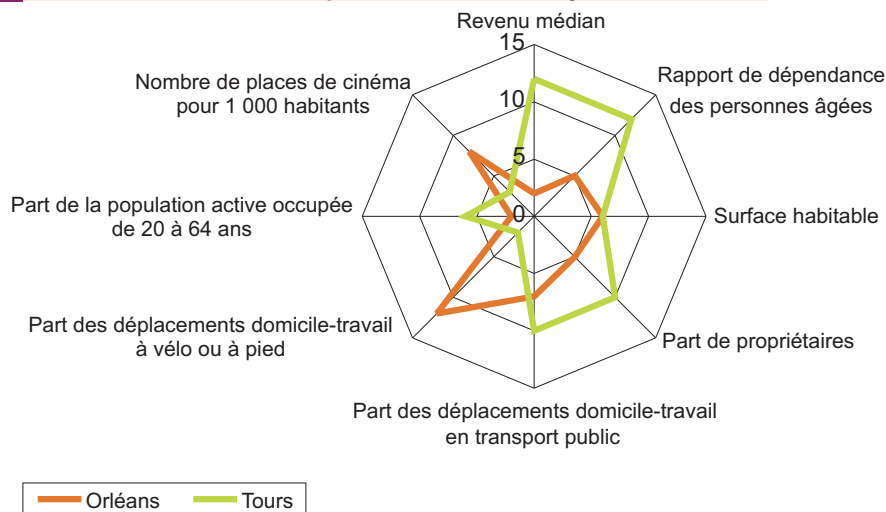 Revenu médian
15
Nombre de places de cinéma
pour 1 000 habitants
Rapport de dépendance
des personnes âgées
10
5
Part de la population active occupée
de 20 à 64 ans
0
Surface habitable
Part des déplacements domicile-travail
à vélo ou à pied
Part de propriétaires
Part des déplacements domicile-travail
en transport public
Orléans
Tours